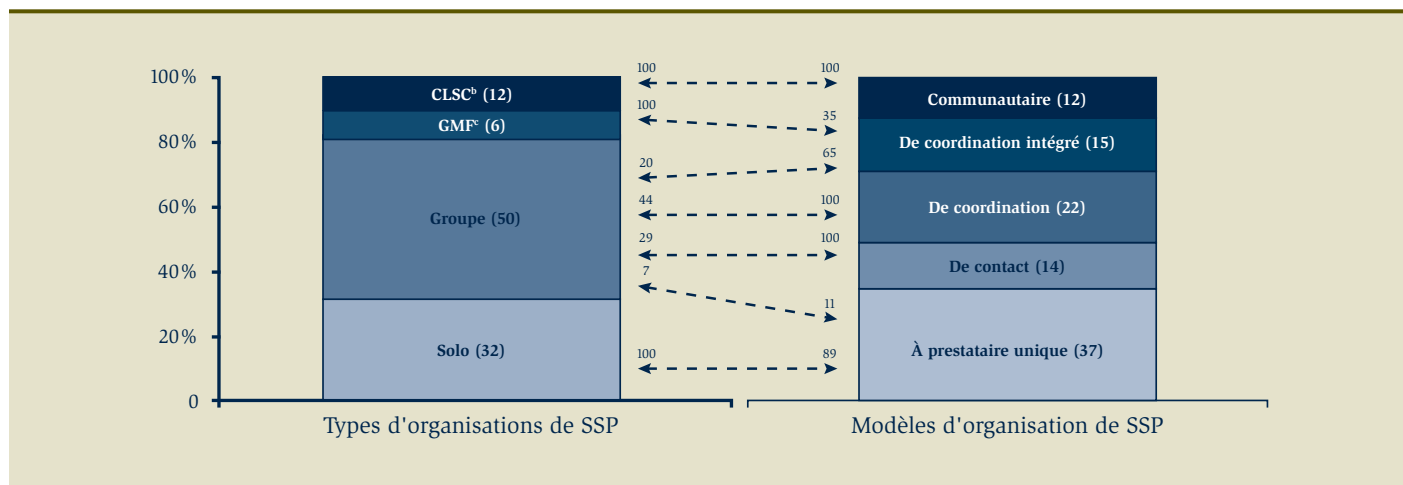 100 100
100%
CLSCᵇ (12)
Communautaire (12)
100
35
GMFᶜ (6)
De coordination intégré (15)
80%
65
20
44 100
60%
Groupe (50)
De coordination (22)
29 100
De contact (14)
40%
7
11
20%
Solo (32)
100 89
À prestataire unique (37)
0
Types d'organisations de SSP
Modèles d'organisation de SSP